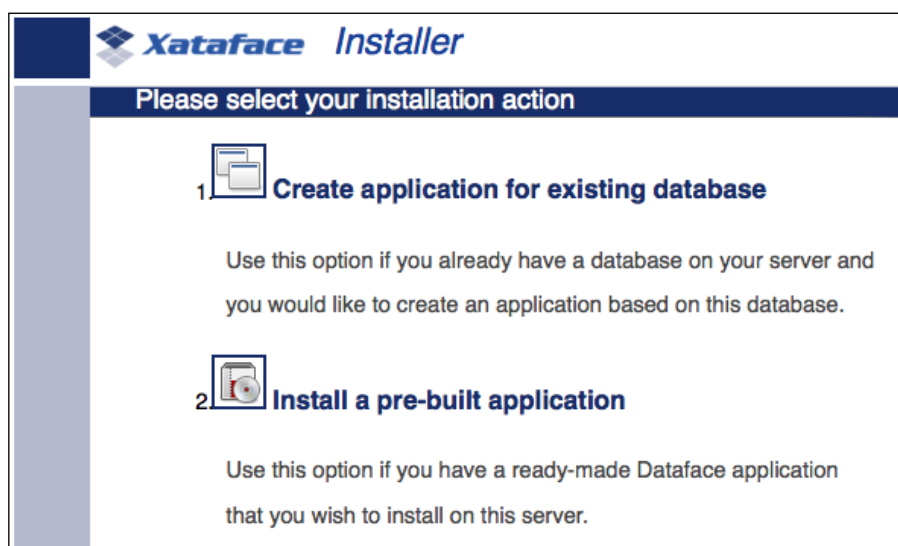 Xataface Installer
Please select your installation action
1. Create application for existing database
Use this option if you already have a database on your server and
you would like to create an application based on this database.
2. Install a pre-built application
Use this option if you have a ready-made Dataface application
that you wish to install on this server.